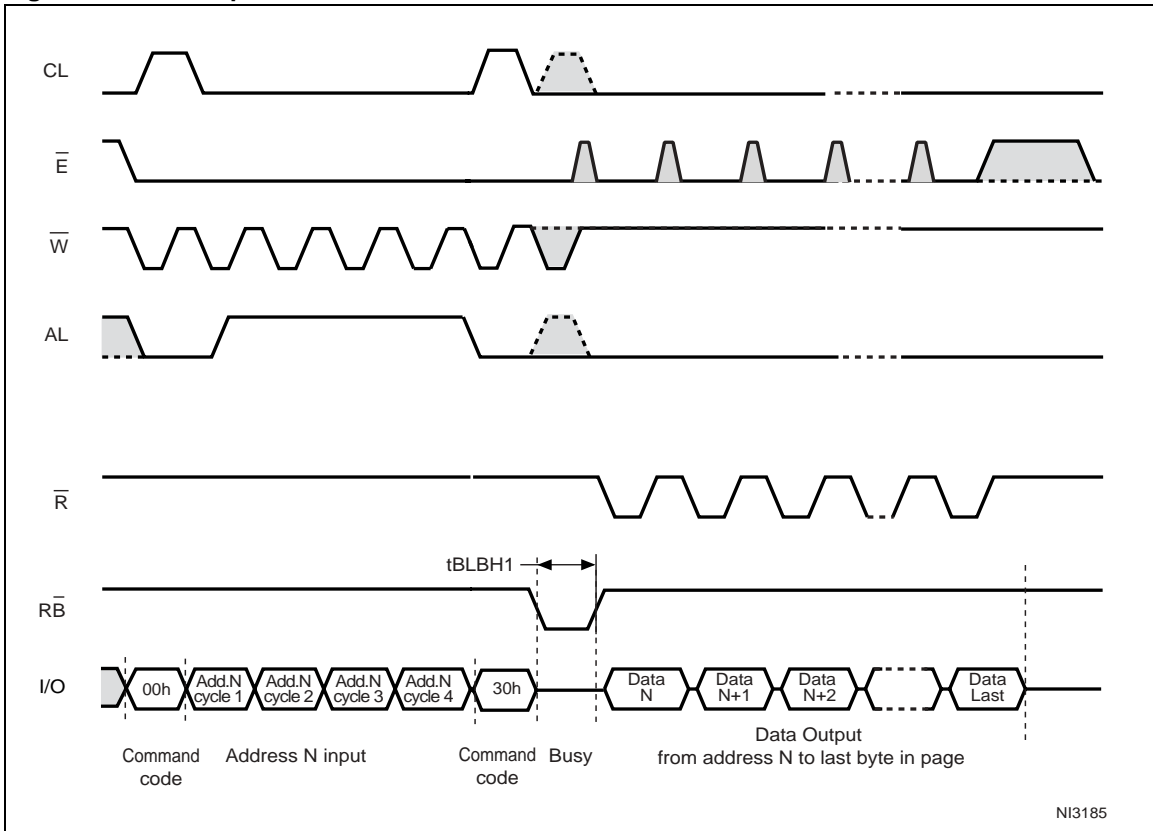 CL
E
W
AL
R
tBLBH1
RB
I/O
00h
Add.N
cycle 1
Add.N
cycle 2
Add.N
cycle 3
Add.N
cycle 4
30h
Data
N
Data
N+1
Data
N+2
Data
Last
Command
code
Address N input
Command
code
Busy
Data Output
from address N to last byte in page
NI3185